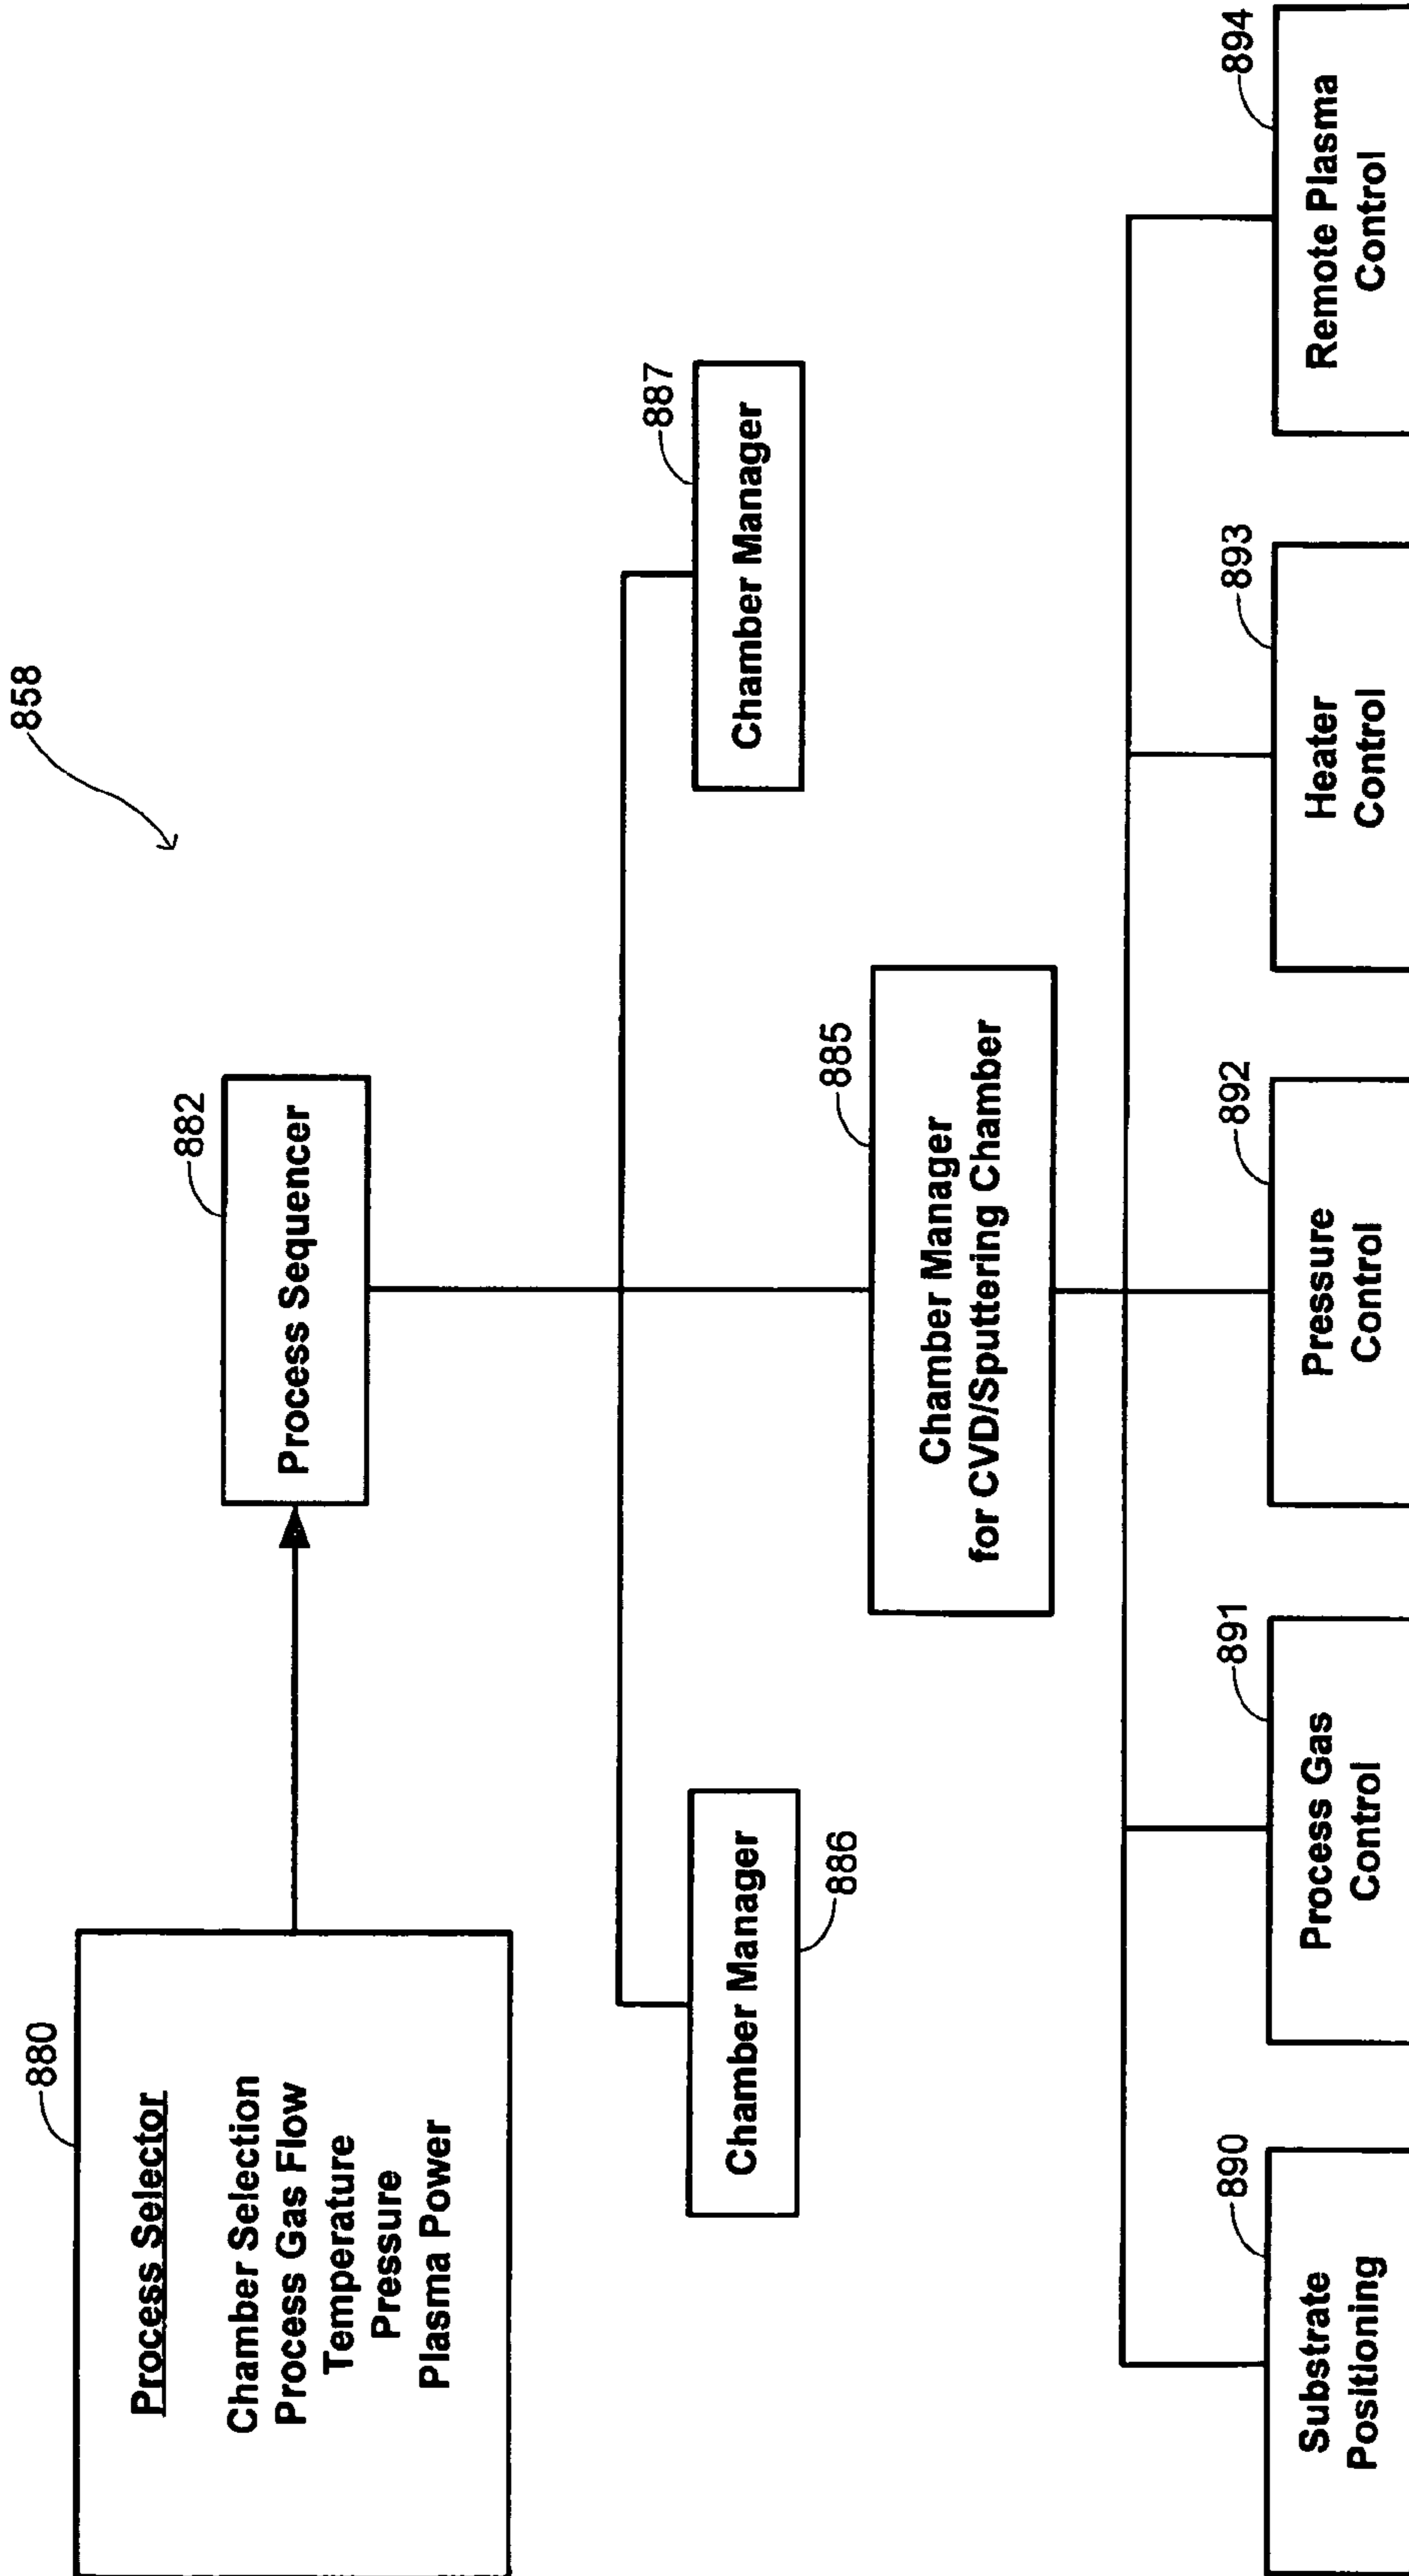 858
880
Process Selector
Chamber Selection
Process Gas Flow
Temperature
Pressure
Plasma Power
882
Process Sequencer
886
Chamber Manager
887
Chamber Manager
885
Chamber Manager
for CVD/Sputtering Chamber
890
Substrate
Positioning
891
Process Gas
Control
892
Pressure
Control
893
Heater
Control
894
Remote Plasma
Control